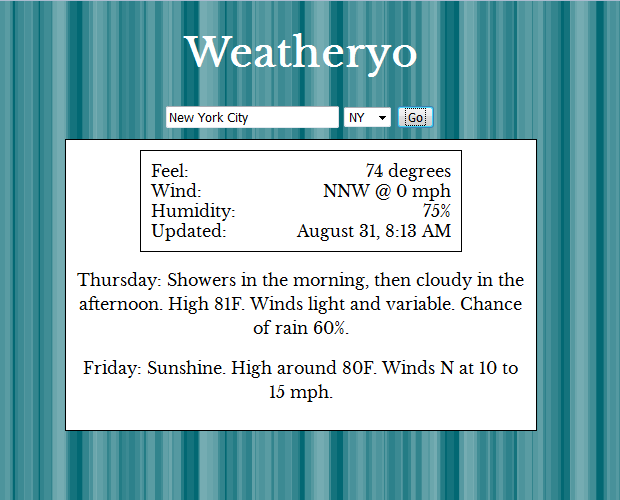 Weatheryo
New York City NY Go
Feel: 74 degrees
Wind: NNW @ 0 mph
Humidity: 75%
Updated: August 31, 8:13 AM
Thursday: Showers in the morning, then cloudy in the
afternoon. High 81F. Winds light and variable. Chance
of rain 60%.
Friday: Sunshine. High around 80F. Winds N at 10 to
15 mph.